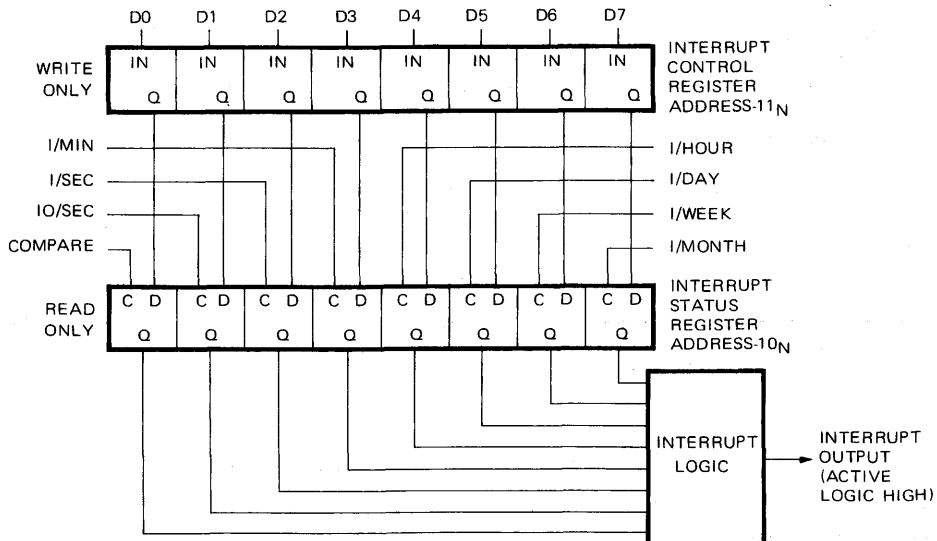 D0 D1 D2 D3 D4 D5 D6 D7
IN IN IN IN IN IN IN IN
Q Q Q Q Q Q Q Q
WRITE
ONLY
INTERRUPT
CONTROL
REGISTER
ADDRESS-11N
I/MIN
I/SEC
IO/SEC
COMPARE
I/HOUR
I/DAY
I/WEEK
I/MONTH
READ
ONLY
C D C D C D C D C D C D C D C D
Q Q Q Q Q Q Q Q
INTERRUPT
STATUS
REGISTER
ADDRESS-10N
INTERRUPT
LOGIC
INTERRUPT
OUTPUT
(ACTIVE
LOGIC HIGH)